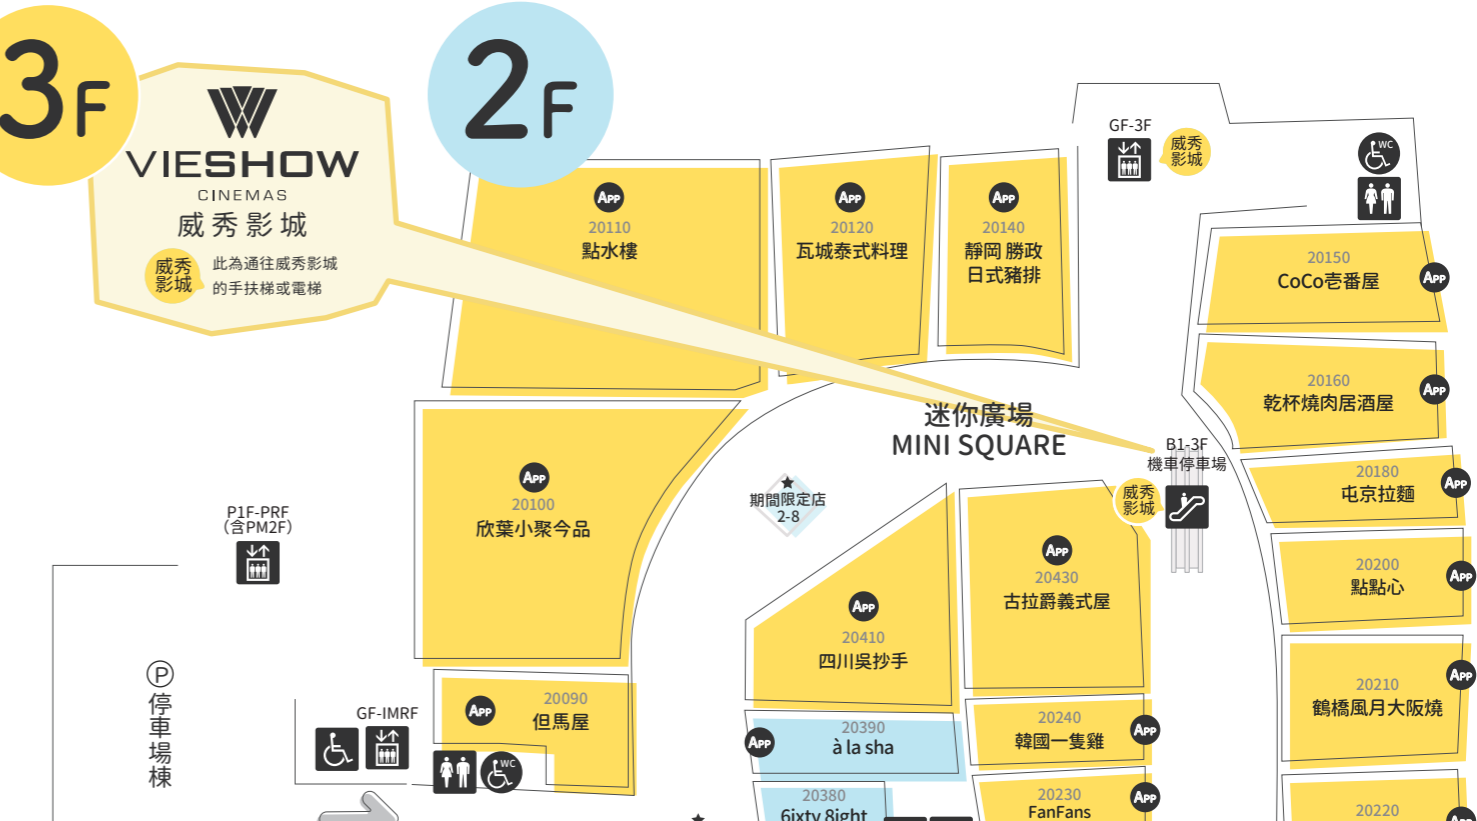 3F
VIESHOW
CINEMAS
威秀影城
威秀
影城
此為通往威秀影城
的手扶梯或電梯
2F
APP
20110
點水樓
APP
20120
瓦城泰式料理
APP
20140
靜岡 勝政
日式豬排
GF-3F
威秀
影城
WC
20150
CoCo壱番屋
APP
20160
乾杯燒肉居酒屋
APP
迷你廣場
MINI SQUARE
B1-3F
機車停車場
威秀
影城
20180
屯京拉麵
APP
APP
20100
欣葉小聚今品
期間限定店
2-8
P1F-PRF
（含PM2F）
APP
20430
古拉爵義式屋
20200
點點心
APP
APP
20410
四川吳抄手
20210
鶴橋風月大阪燒
APP
P
停車場棟
GF-IMRF
APP
20090
但馬屋
WC
APP
20390
à la sha
20240
韓國一隻雞
APP
20380
6ixty 8ight
20230
FanFans
APP
20220
APP